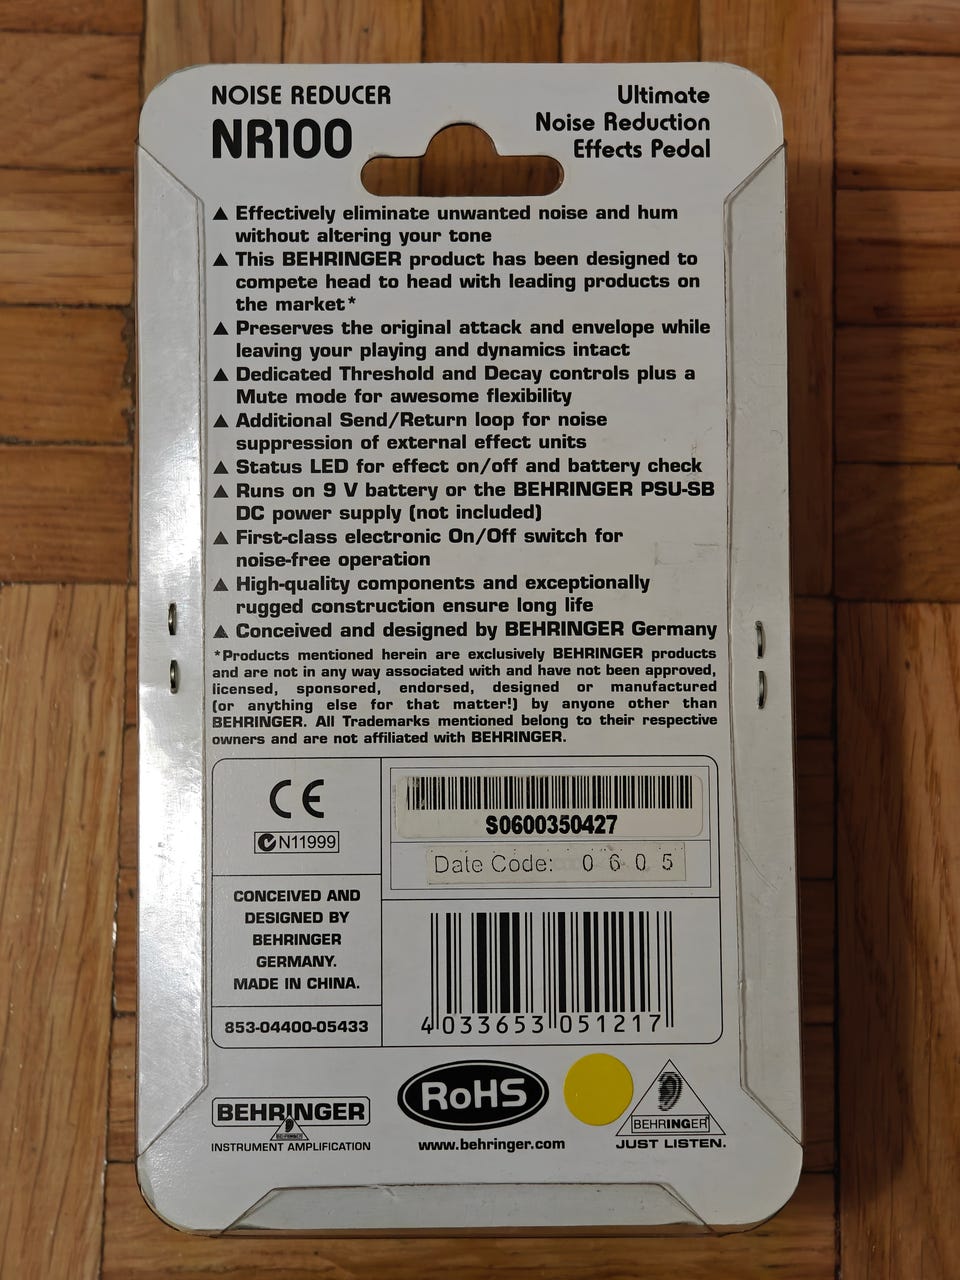 NOISE REDUCER
NR100
Ultimate
Noise Reduction
Effects Pedal
▲ Effectively eliminate unwanted noise and hum
without altering your tone
▲ This BEHRINGER product has been designed to
compete head to head with leading products on
the market*
▲ Preserves the original attack and envelope while
leaving your playing and dynamics intact
▲ Dedicated Threshold and Decay controls plus a
Mute mode for awesome flexibility
▲ Additional Send/Return loop for noise
suppression of external effect units
▲ Status LED for effect on/off and battery check
▲ Runs on 9 V battery or the BEHRINGER PSU-SB
DC power supply (not included)
▲ First-class electronic On/Off switch for
noise-free operation
▲ High-quality components and exceptionally
rugged construction ensure long life
▲ Conceived and designed by BEHRINGER Germany
*Products mentioned herein are exclusively BEHRINGER products
and are not in any way associated with and have not been approved,
licensed, sponsored, endorsed, designed or manufactured
(or anything else for that matter!) by anyone other than
BEHRINGER. All Trademarks mentioned belong to their respective
owners and are not affiliated with BEHRINGER.
CE
N11999
CONCEIVED AND
DESIGNED BY
BEHRINGER
GERMANY.
MADE IN CHINA.
853-04400-05433
S0600350427
Date Code: 0605
4 033653 051217
BEHRINGER
BEHRINGER
INSTRUMENT AMPLIFICATION
RoHS
www.behringer.com
BEHRINGER
JUST LISTEN.